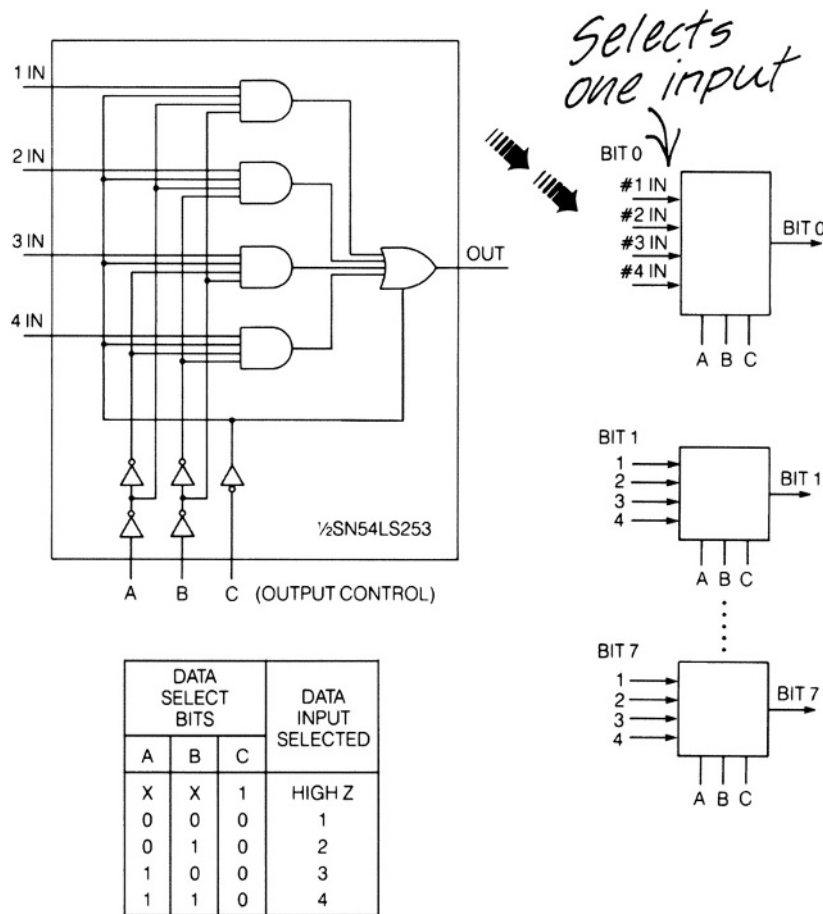 Selects
one input
1 IN
2 IN
3 IN
4 IN
OUT
½SN54LS253
A B C (OUTPUT CONTROL)
BIT 0
#1 IN
#2 IN
#3 IN
#4 IN
BIT 0
A B C
BIT 1
1
2
3
4
BIT 1
A B C
BIT 7
1
2
3
4
BIT 7
A B C
DATA
SELECT
BITS
DATA
INPUT
SELECTED
A B C
X X 1 HIGH Z
0 0 0 1
0 1 0 2
1 0 0 3
1 1 0 4